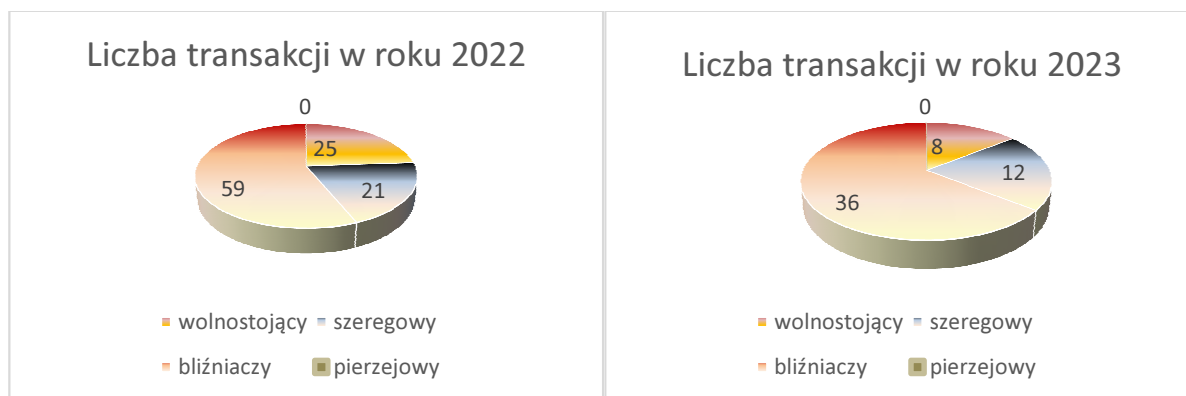 Liczba transakcji w roku 2022
0
25
59
21
wolnostojący szeregowy
bliźniaczy pierzejowy
Liczba transakcji w roku 2023
0
8
12
36
wolnostojący szeregowy
bliźniaczy pierzejowy